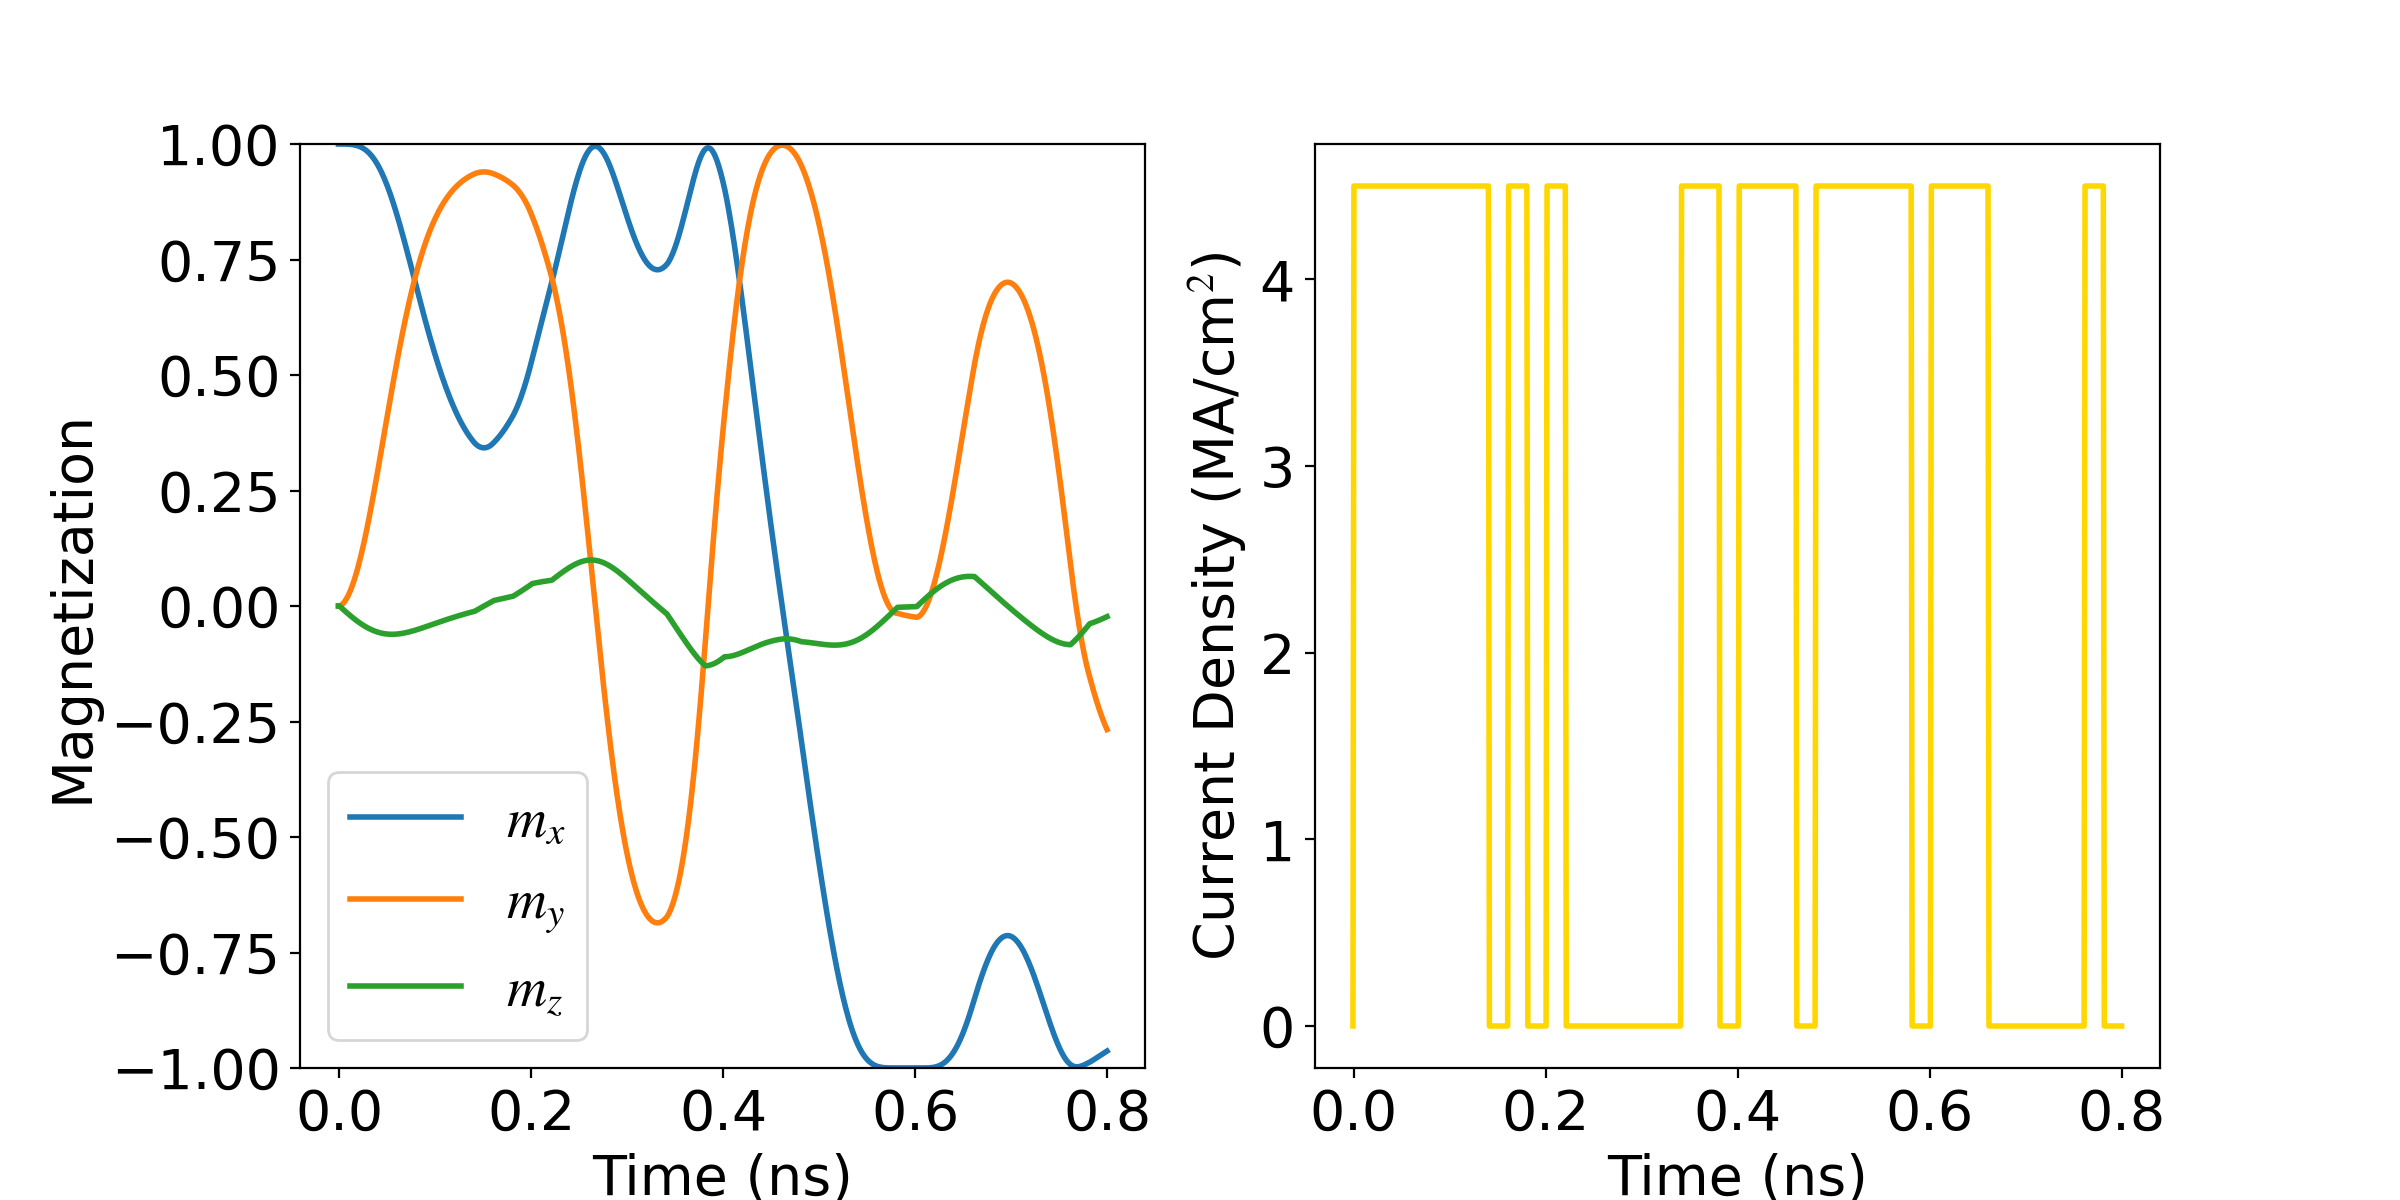 Magnetization
1.00
0.75
0.50
0.25
0.00
−0.25
−0.50
−0.75
−1.00
m_x
m_y
m_z
0.0 0.2 0.4 0.6 0.8
Time (ns)
Current Density (MA/cm²)
4
3
2
1
0
0.0 0.2 0.4 0.6 0.8
Time (ns)